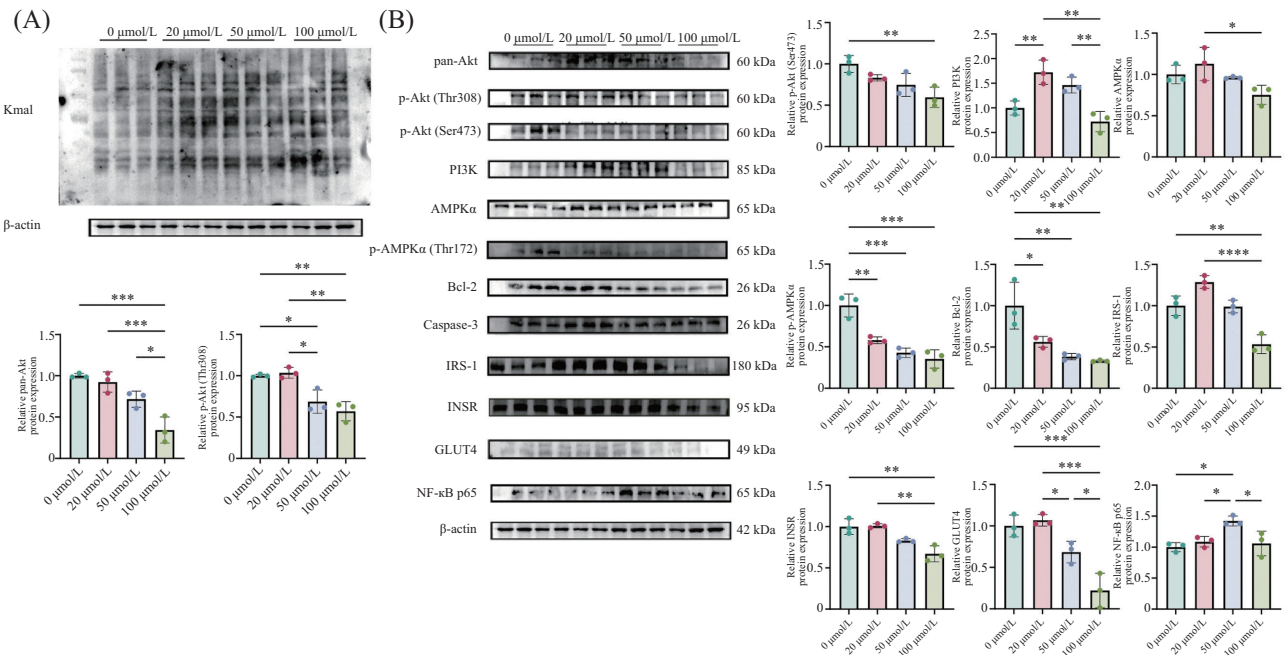 (A)
0 μmol/L 20 μmol/L 50 μmol/L 100 μmol/L
Kmal
β-actin
**
***
**
***
*
*
*
Relative pan-Akt
protein expression
1.5
1.0
0.5
0
0 μmol/L
20 μmol/L
50 μmol/L
100 μmol/L
Relative p-Akt (Thr308)
protein expression
1.5
1.0
0.5
0
0 μmol/L
20 μmol/L
50 μmol/L
100 μmol/L
(B)
0 μmol/L 20 μmol/L 50 μmol/L 100 μmol/L
pan-Akt 60 kDa
p-Akt (Thr308) 60 kDa
p-Akt (Ser473) 60 kDa
PI3K 85 kDa
AMPKα 65 kDa
p-AMPKα (Thr172) 65 kDa
Bcl-2 26 kDa
Caspase-3 26 kDa
IRS-1 180 kDa
INSR 95 kDa
GLUT4 49 kDa
NF-κB p65 65 kDa
β-actin 42 kDa
**
Relative p-Akt (Ser473)
protein expression
1.5
1.0
0.5
0
0 μmol/L
20 μmol/L
50 μmol/L
100 μmol/L
**
** **
Relative PI3K
protein expression
2.5
2.0
1.5
1.0
0.5
0.0
0 μmol/L
20 μmol/L
50 μmol/L
100 μmol/L
*
Relative AMPKα
protein expression
1.5
1.0
0.5
0
0 μmol/L
20 μmol/L
50 μmol/L
100 μmol/L
***
***
**
Relative p-AMPKα
protein expression
1.5
1.0
0.5
0
0 μmol/L
20 μmol/L
50 μmol/L
100 μmol/L
**
**
*
Relative Bcl-2
protein expression
1.5
1.0
0.5
0
0 μmol/L
20 μmol/L
50 μmol/L
100 μmol/L
**
****
Relative IRS-1
protein expression
1.5
1.0
0.5
0
0 μmol/L
20 μmol/L
50 μmol/L
100 μmol/L
**
**
Relative INSR
protein expression
1.5
1.0
0.5
0
0 μmol/L
20 μmol/L
50 μmol/L
100 μmol/L
***
***
* *
Relative GLUT4
protein expression
1.5
1.0
0.5
0
0 μmol/L
20 μmol/L
50 μmol/L
100 μmol/L
*
* *
Relative NF-κB p65
protein expression
2.0
1.5
1.0
0.5
0
0 μmol/L
20 μmol/L
50 μmol/L
100 μmol/L